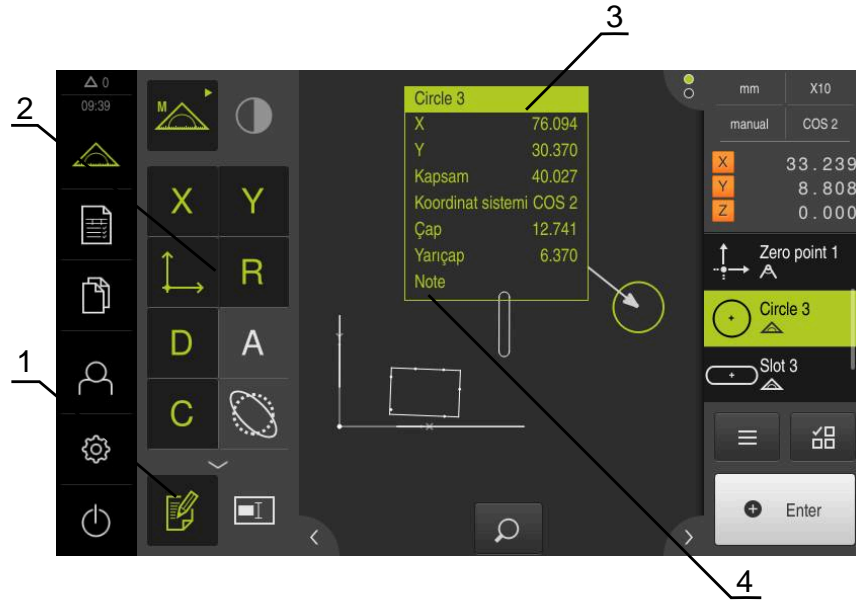 3
0
09:39
2
M
X
Y
R
D
A
C
1
Circle 3
X 76.094
Y 30.370
Kapsam 40.027
Koordinat sistemi COS 2
Çap 12.741
Yarıçap 6.370
Note
mm X10
manual COS 2
X 33.239
Y 8.808
Z 0.000
Zero point 1
Circle 3
Slot 3
Enter
4